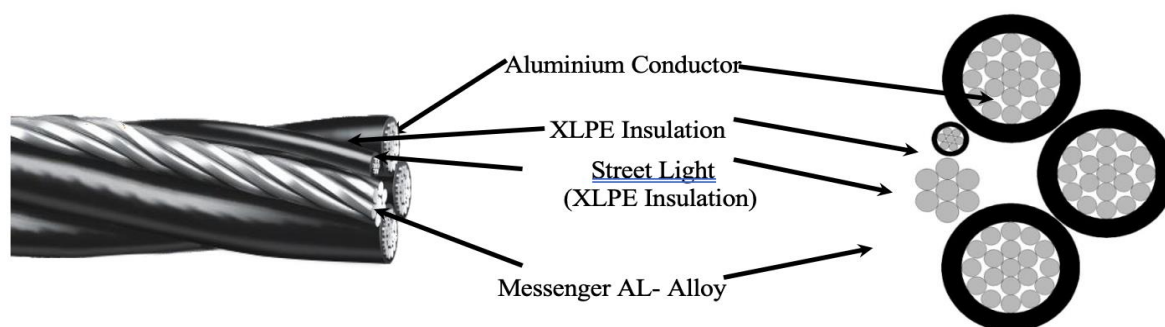 Aluminium Conductor
XLPE Insulation
Street Light
(XLPE Insulation)
Messenger AL- Alloy